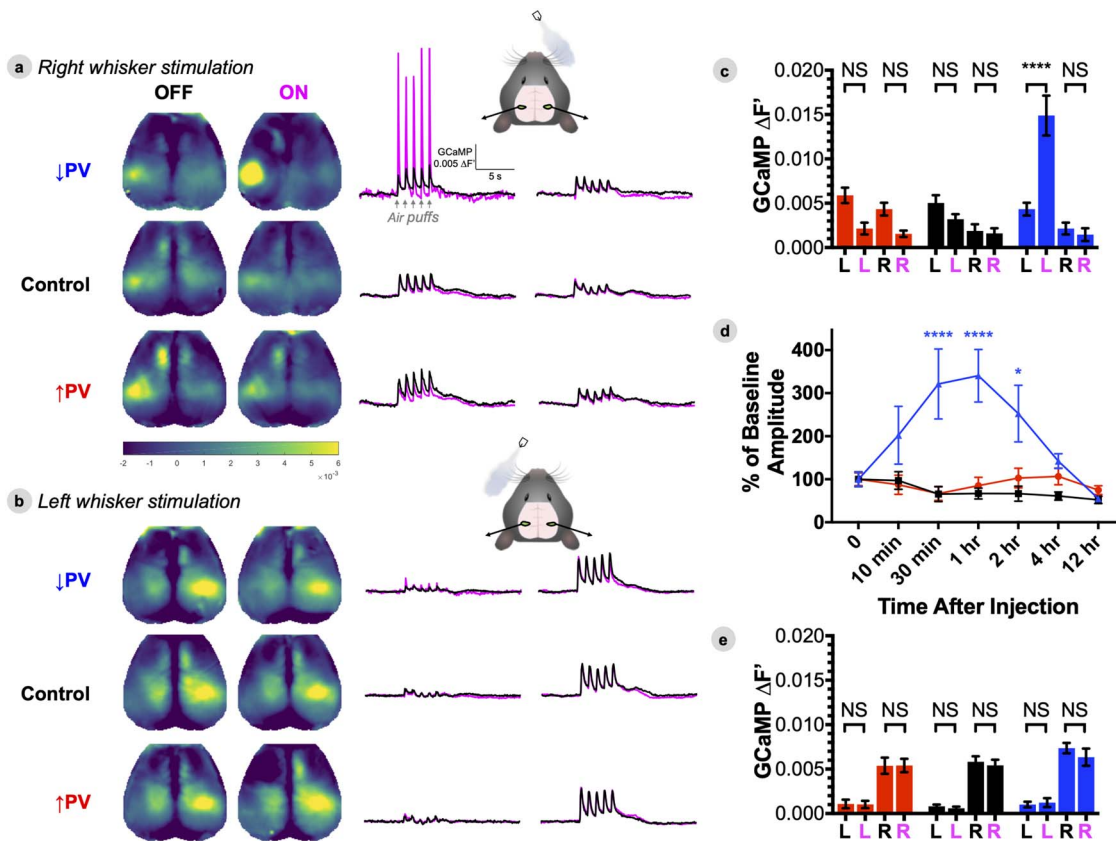 a Right whisker stimulation
OFF ON
↓PV
GCaMP
0.005 ΔF'
5 s
Air puffs
Control
↑PV
-2 -1 0 1 2 3 4 5 6
× 10⁻³
b Left whisker stimulation
↓PV
Control
↑PV
c
NS NS NS NS **** NS
GCaMP ΔF'
0.020
0.015
0.010
0.005
0.000
L L R R L L R R L L R R
d
**** **** *
% of Baseline
Amplitude
400
300
200
100
0
0 10 min 30 min 1 hr 2 hr 4 hr 12 hr
Time After Injection
e
GCaMP ΔF'
0.020
0.015
0.010
0.005
0.000
NS NS NS NS NS NS
L L R R L L R R L L R R